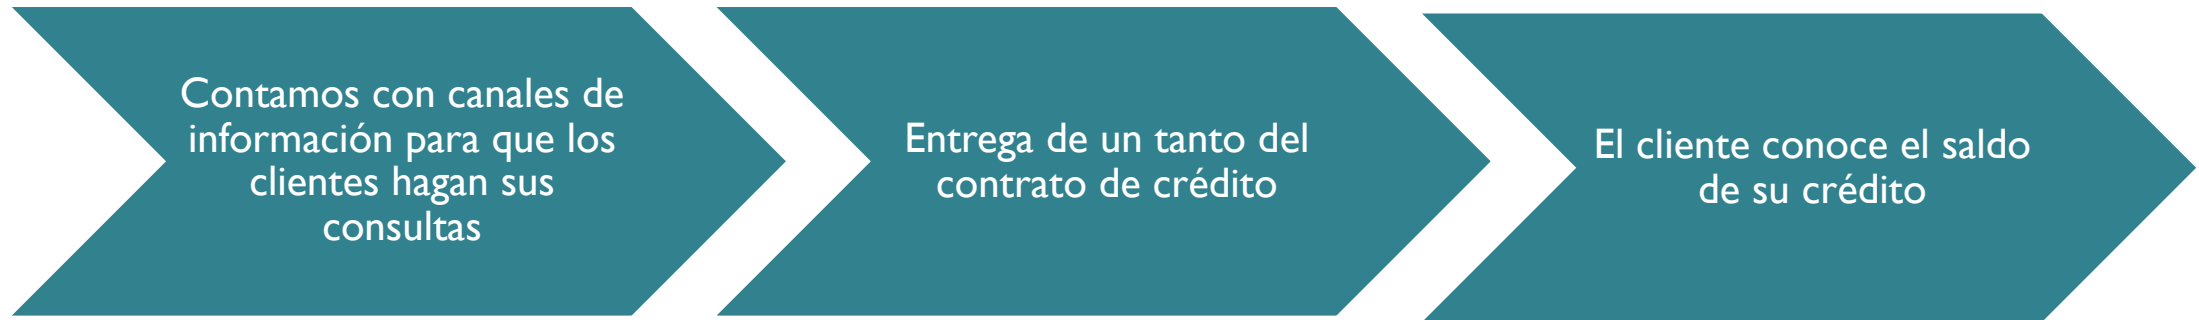 Contamos con canales de
información para que los
clientes hagan sus
consultas
Entrega de un tanto del
contrato de crédito
El cliente conoce el saldo
de su crédito